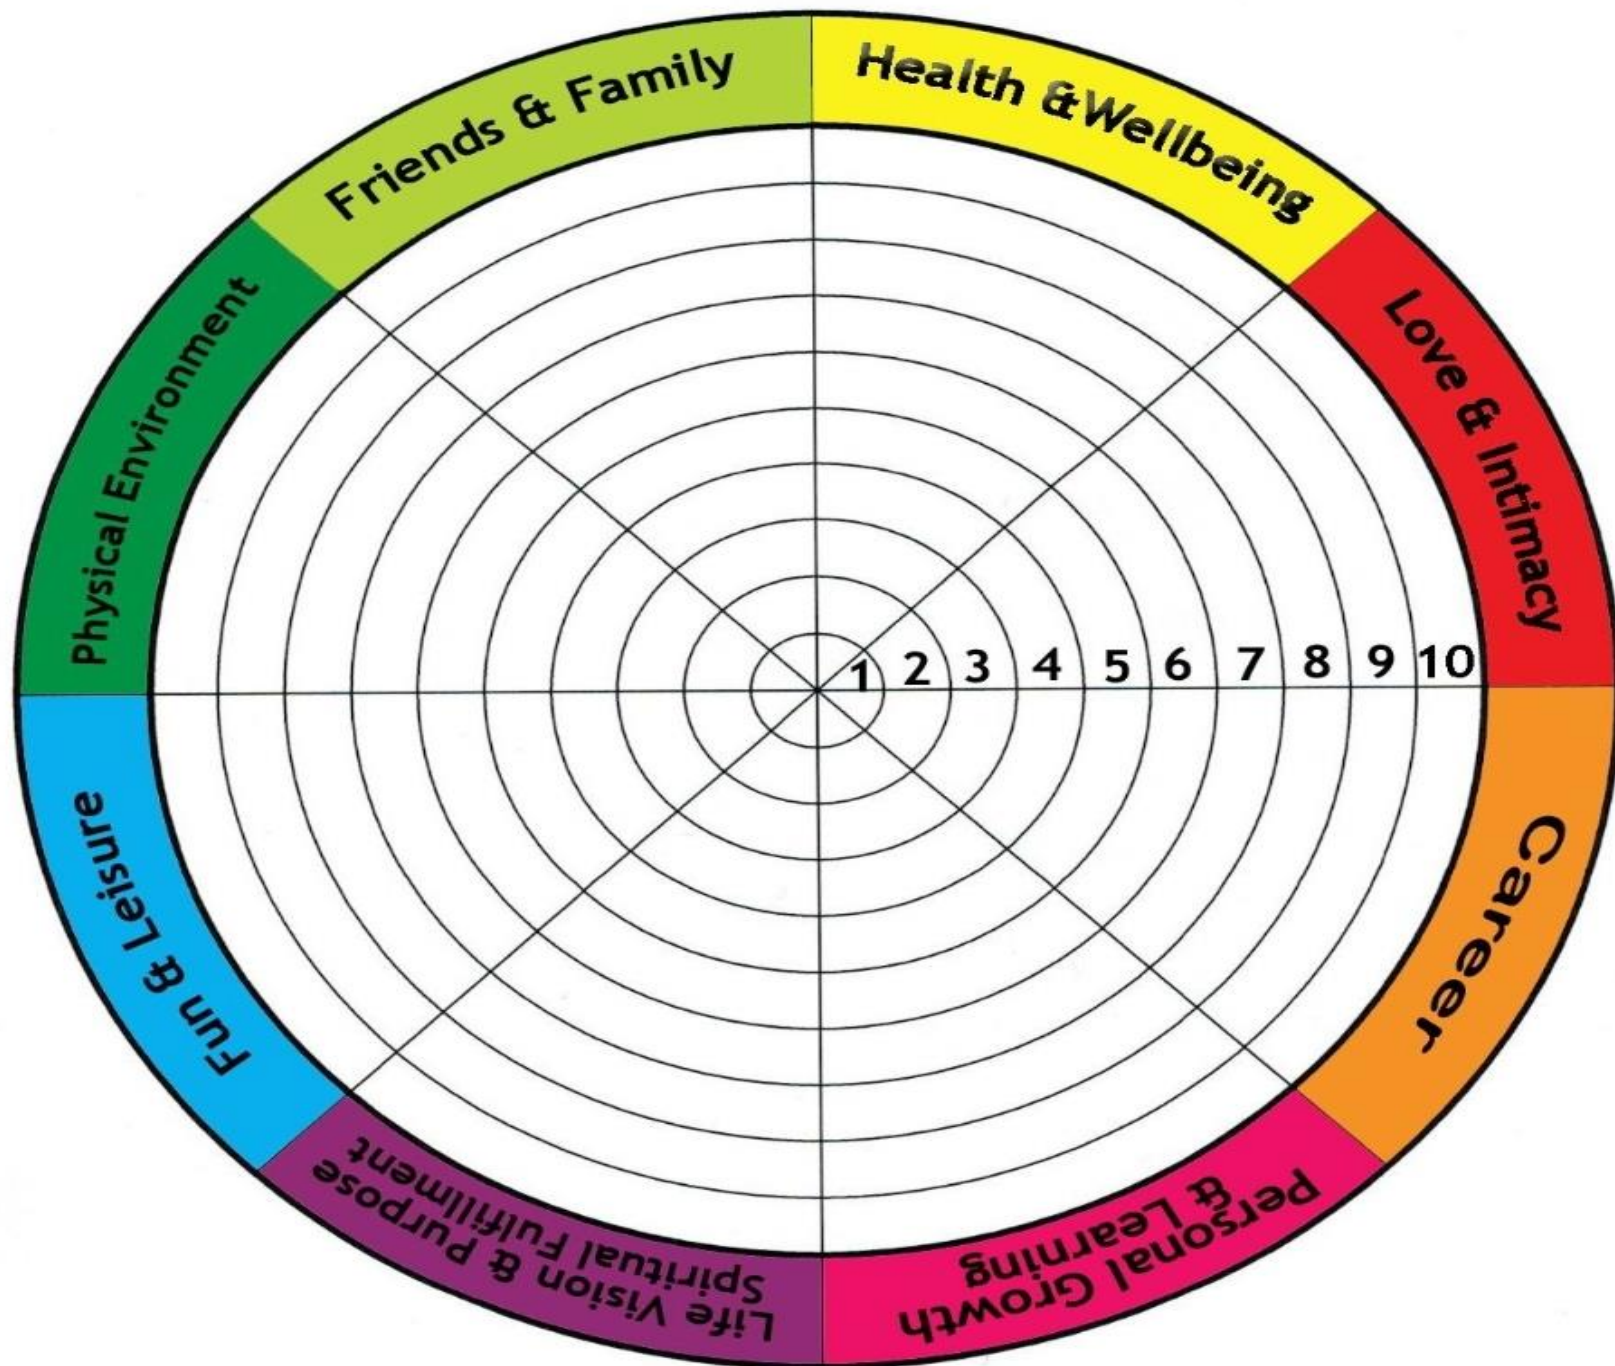 Health &Wellbeing
Love & Intimacy
Career
Personal Growth
& Learning
Life Vision & Purpose
Spiritual Fulfillment
Fun & Leisure
Physical Environment
Friends & Family
1 2 3 4 5 6 7 8 9 10